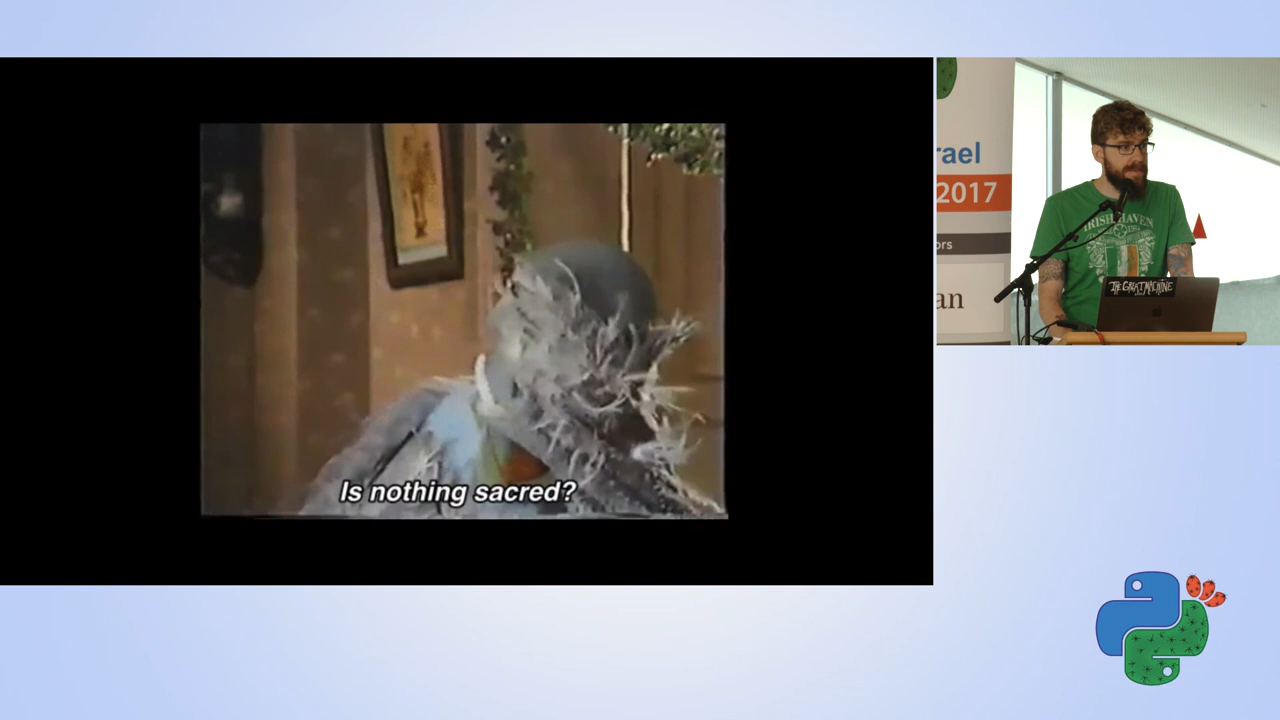 Is nothing sacred?
rael
2017
ors
an
IRISH HAVEN
THE GREAT MACHINE